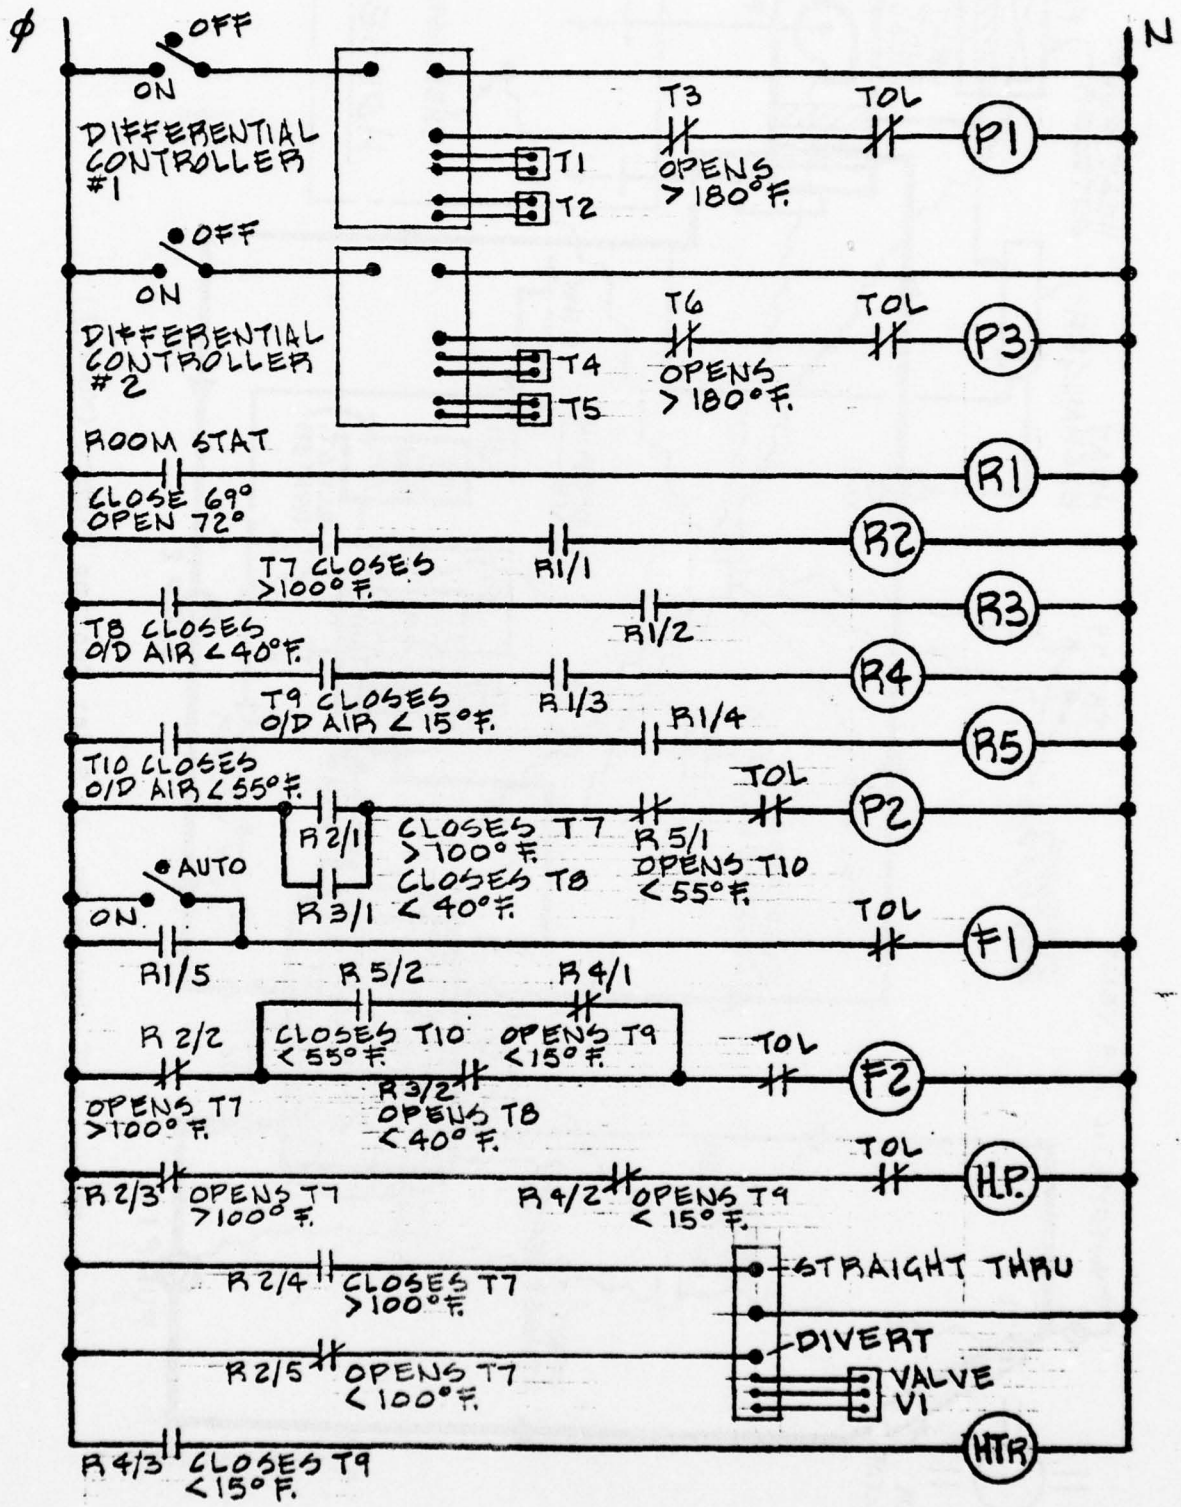 ϕ
N
OFF
ON
DIFFERENTIAL
CONTROLLER
#1
T1
T2
T3
OPENS
> 180°F.
TOL
P1
OFF
ON
DIFFERENTIAL
CONTROLLER
#2
T4
T5
T6
OPENS
> 180°F.
TOL
P3
ROOM STAT
CLOSE 69°
OPEN 72°
R1
T7 CLOSES
>100°F.
R1/1
R2
T8 CLOSES
O/D AIR < 40°F.
R1/2
R3
T9 CLOSES
O/D AIR < 15°F.
R1/3
R4
T10 CLOSES
O/D AIR < 55°F.
R1/4
R5
R2/1
CLOSES T7
>100°F.
R3/1
CLOSES T8
< 40°F.
R5/1
OPENS T10
< 55°F.
TOL
P2
AUTO
ON
R1/5
TOL
F1
R5/2
CLOSES T10
< 55°F.
R4/1
OPENS T9
< 15°F.
R2/2
OPENS T7
>100°F.
R3/2
OPENS T8
< 40°F.
TOL
F2
R2/3
OPENS T7
>100°F.
R4/2
OPENS T9
< 15°F.
TOL
H.P.
R2/4
CLOSES T7
>100°F.
STRAIGHT THRU
R2/5
OPENS T7
< 100°F.
DIVERT
VALVE
V1
R4/3
CLOSES T9
< 15°F.
HTR